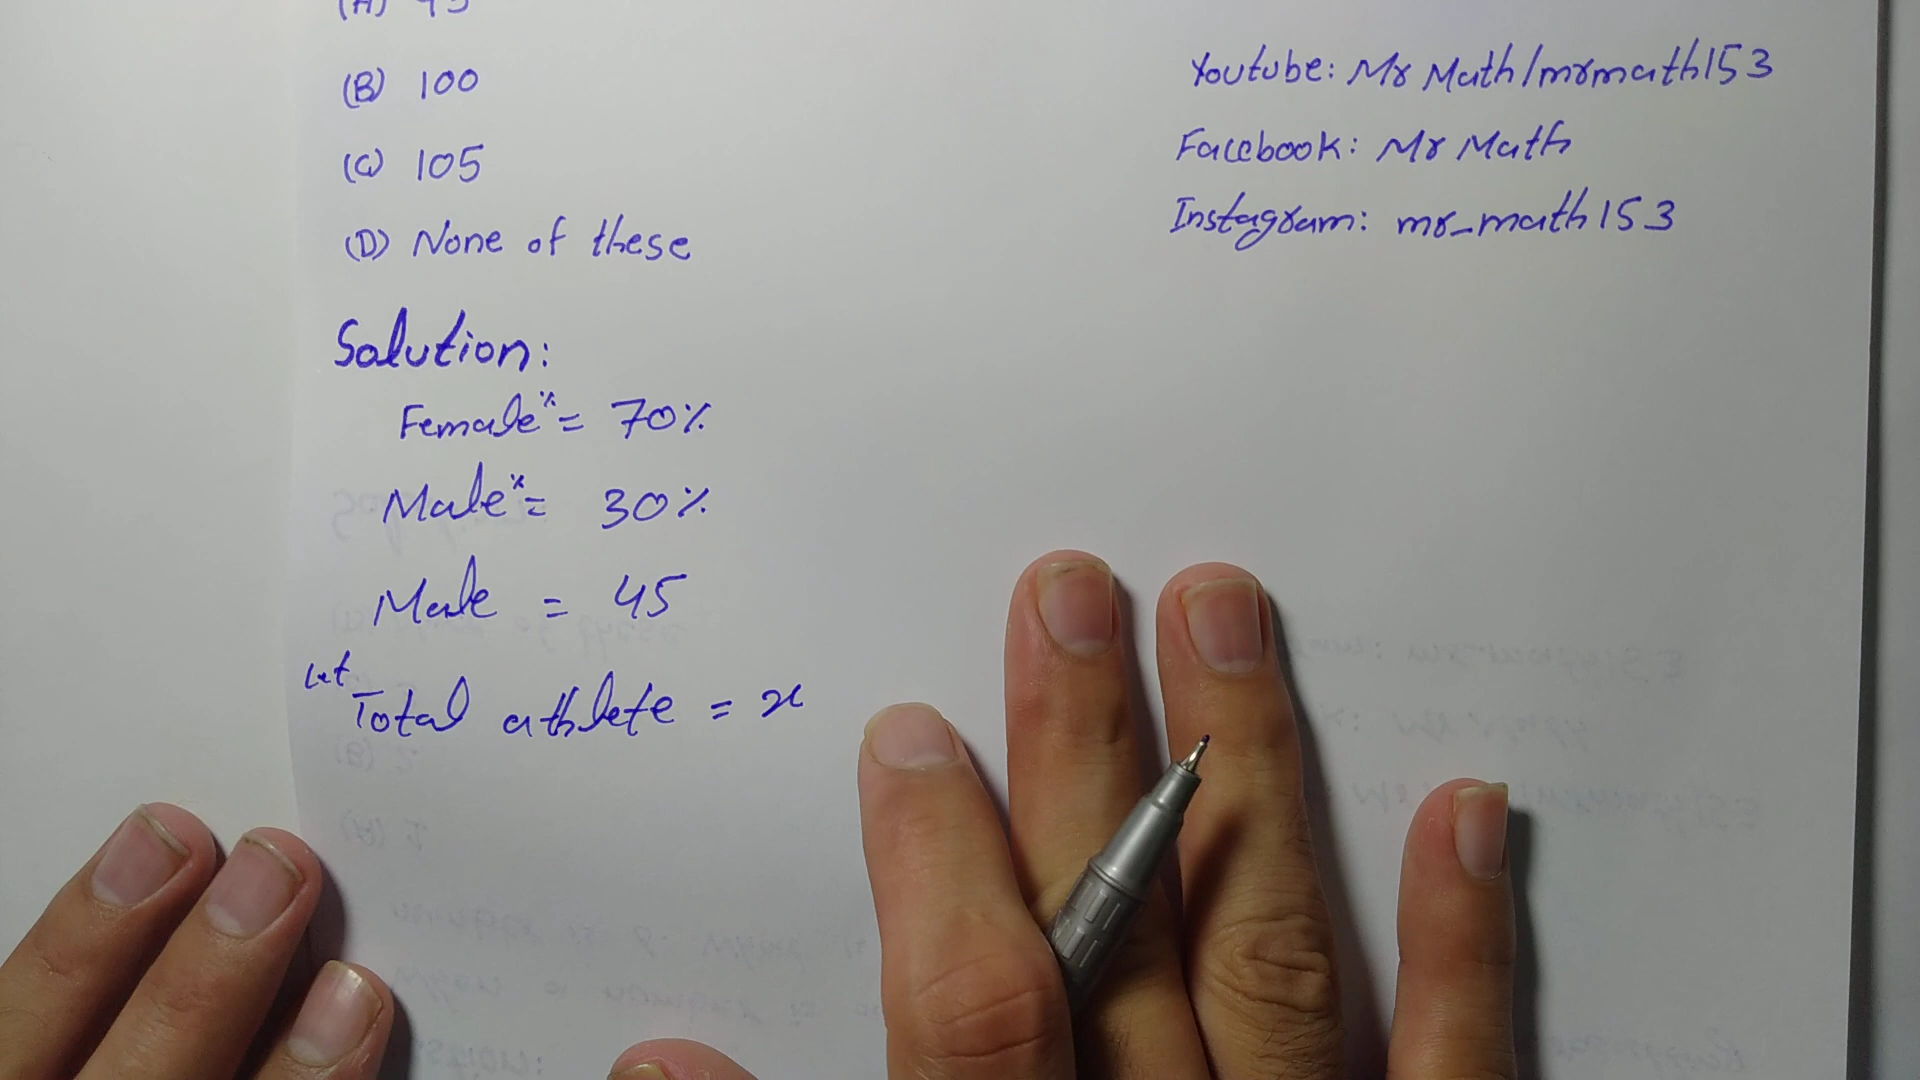 (B) 100
(C) 105
(D) None of these
Youtube: Mr Math/mrmath153
Facebook: Mr Math
Instagram: mr_math153
Solution:
Female% = 70%
Male% = 30%
Male = 45
Let Total athlete = x